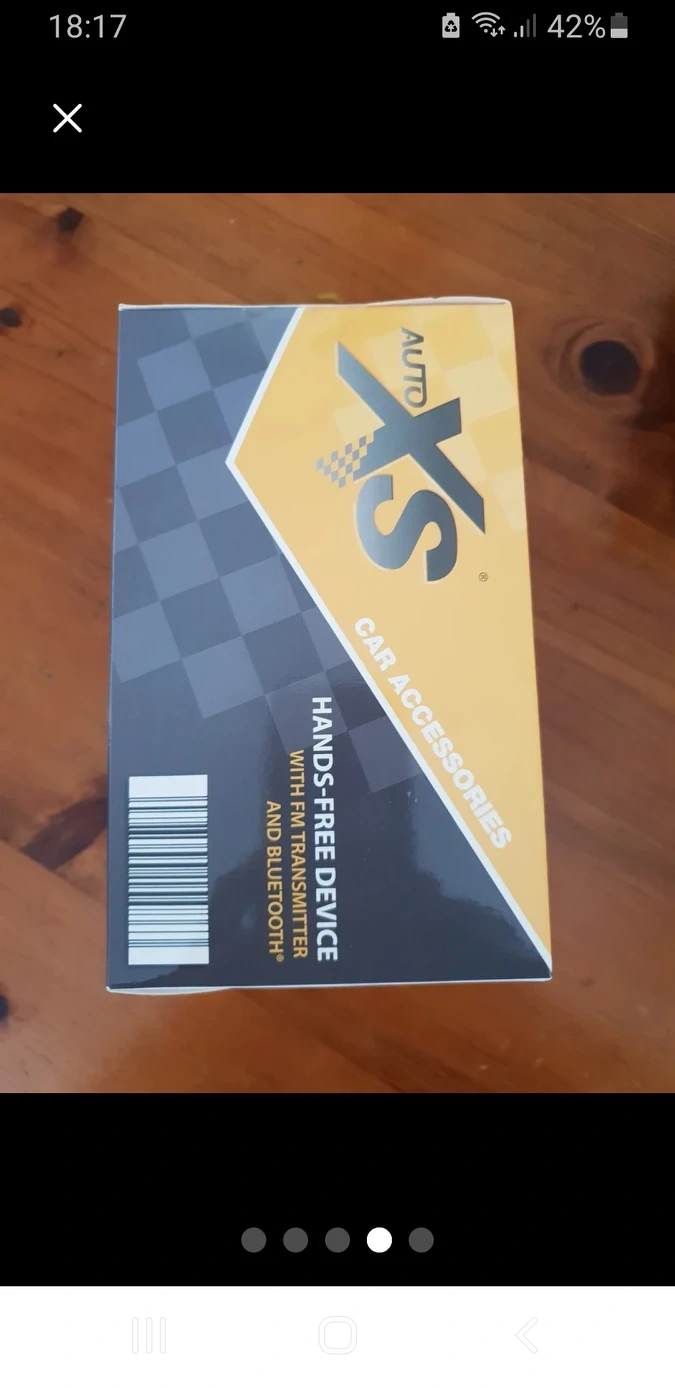 18:17
42%
AUTO
XS
®
CAR ACCESSORIES
HANDS-FREE DEVICE
WITH FM TRANSMITTER
AND BLUETOOTH®